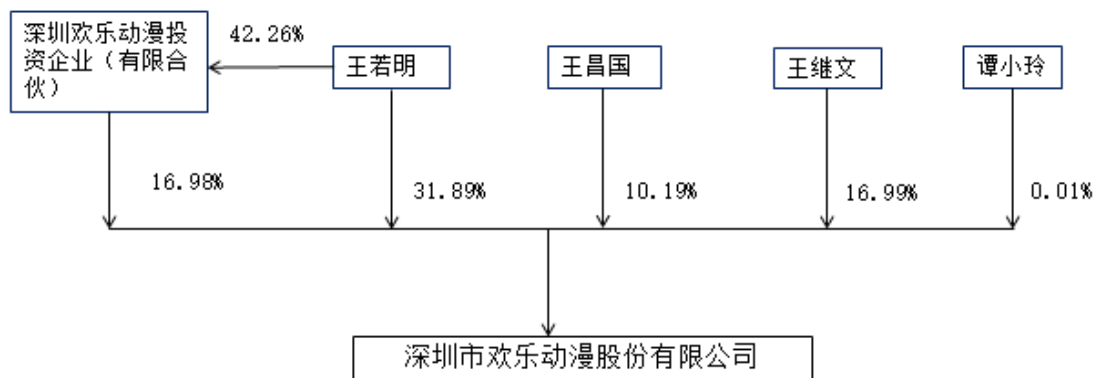 深圳欢乐动漫投
资企业（有限合
伙）
42.26%
王若明
王昌国
王继文
谭小玲
16.98%
31.89%
10.19%
16.99%
0.01%
深圳市欢乐动漫股份有限公司